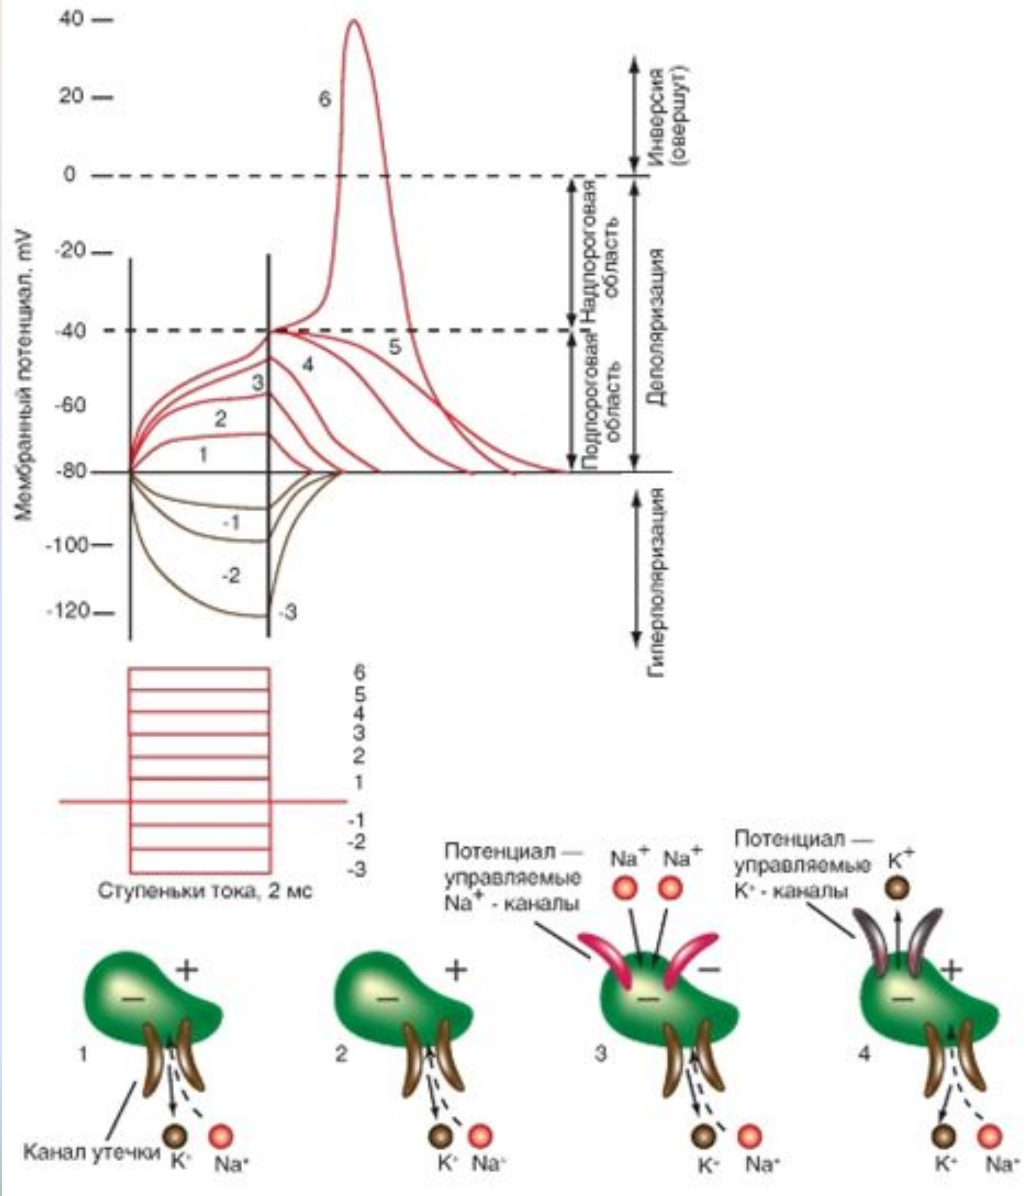 Мембранный потенциал, mV
40
20
0
-20
-40
-60
-80
-100
-120
6
5
4
3
2
1
-1
-2
-3
Инверсия
(овершут)
Надпороговая
область
Подпороговая
область
Деполяризация
Гиперполяризация
6
5
4
3
2
1
-1
-2
-3
Ступеньки тока, 2 мс
Потенциал —
управляемые
Na+ - каналы
Na+ Na+
Потенциал —
управляемые
K+ - каналы
K+
+
−
1
Канал утечки
K+ Na+
+
−
2
K+ Na+
−
−
3
K+ Na+
+
−
4
K+ Na+